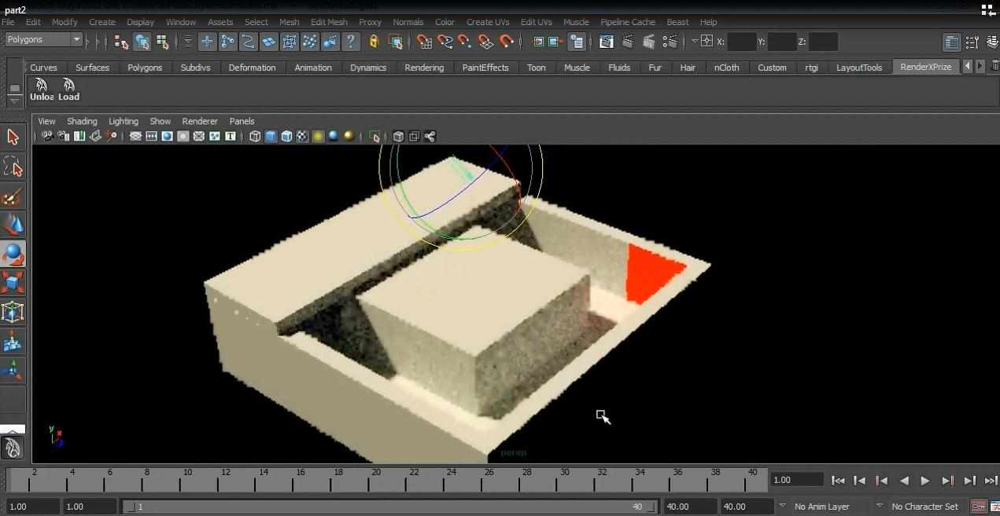 part2
File Edit Modify Create Display Window Assets Select Mesh Edit Mesh Proxy Normals Color Create UVs Edit UVs Muscle Pipeline Cache Beast Help
Polygons X: Y: Z:
Curves Surfaces Polygons Subdivs Deformation Animation Dynamics Rendering PaintEffects Toon Muscle Fluids Fur Hair nCloth Custom rtgi LayoutTools RenderXPrize
Unloa Load
View Shading Lighting Show Renderer Panels
persp
2 4 6 8 10 12 14 16 18 20 22 24 26 28 30 32 34 36 38 40 1.00
1.00 1.00 1 40 40.00 40.00 No Anim Layer No Character Set